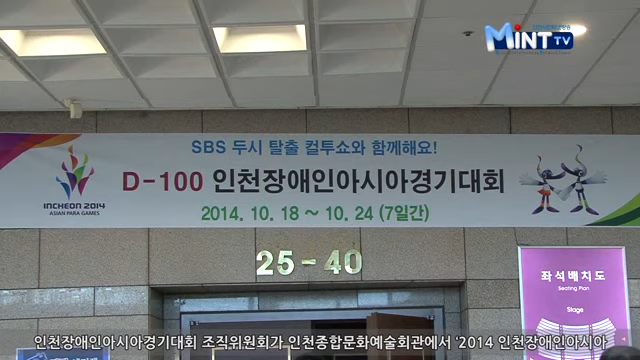 MINT TV
SBS 두시 탈출 컬투쇼와 함께해요!
D-100 인천장애인아시아경기대회
2014. 10. 18 ~ 10. 24 (7일간)
INCHEON 2014
ASIAN PARA GAMES
25-40
좌석배치도
Seating Plan
Stage
인천장애인아시아경기대회 조직위원회가 인천종합문화예술회관에서 '2014 인천장애인아시아